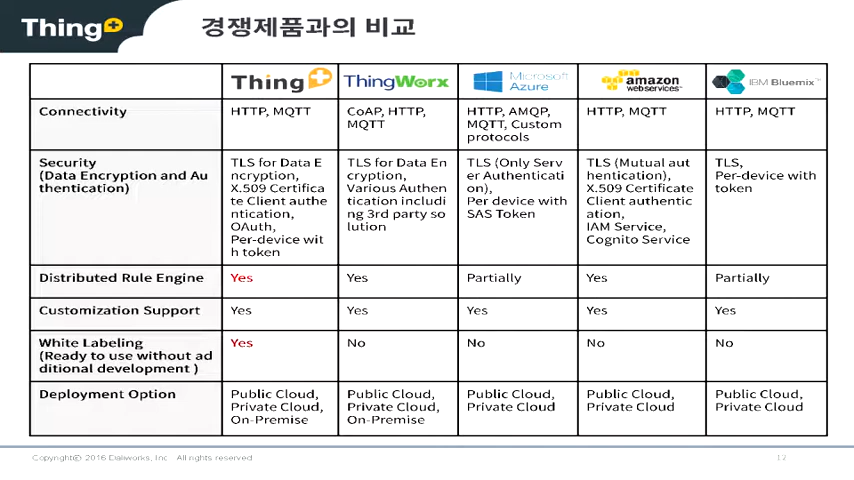 Thing+
경쟁제품과의 비교
Thing+
ThingWorx
Microsoft
Azure
amazon
webservices™
IBM Bluemix™
Connectivity
HTTP, MQTT
CoAP, HTTP,
MQTT
HTTP, AMQP,
MQTT, Custom
protocols
HTTP, MQTT
HTTP, MQTT
Security
(Data Encryption and Au
thentication)
TLS for Data E
ncryption,
X.509 Certifica
te Client authe
ntication,
OAuth,
Per-device wit
h token
TLS for Data En
cryption,
Various Authen
tication includi
ng 3rd party so
lution
TLS (Only Serv
er Authenticati
on),
Per device with
SAS Token
TLS (Mutual aut
hentication),
X.509 Certificate
Client authentic
ation,
IAM Service,
Cognito Service
TLS,
Per-device with
token
Distributed Rule Engine
Yes
Yes
Partially
Yes
Partially
Customization Support
Yes
Yes
Yes
Yes
Yes
White Labeling
(Ready to use without ad
ditional development )
Yes
No
No
No
No
Deployment Option
Public Cloud,
Private Cloud,
On-Premise
Public Cloud,
Private Cloud,
On-Premise
Public Cloud,
Private Cloud
Public Cloud,
Private Cloud
Public Cloud,
Private Cloud
Copyrightⓒ 2016 Daliworks, Inc. All rights reserved
12